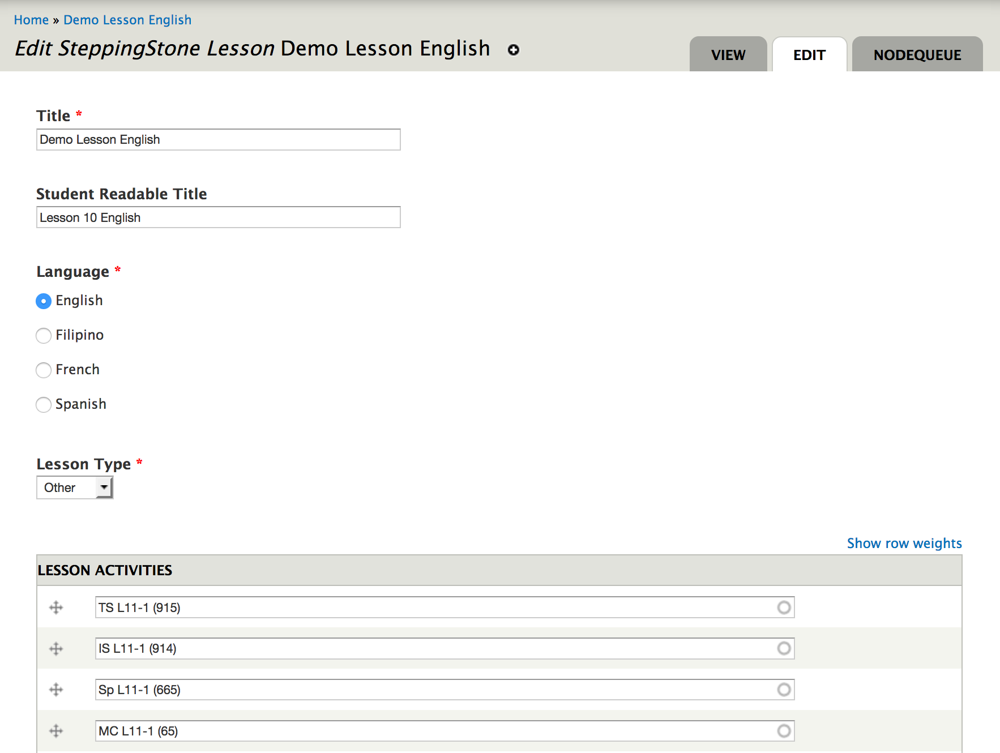 Home » Demo Lesson English
Edit SteppingStone Lesson Demo Lesson English
VIEW
EDIT
NODEQUEUE
Title *
Demo Lesson English
Student Readable Title
Lesson 10 English
Language *
English
Filipino
French
Spanish
Lesson Type *
Other
Show row weights
LESSON ACTIVITIES
TS L11-1 (915)
IS L11-1 (914)
Sp L11-1 (665)
MC L11-1 (65)